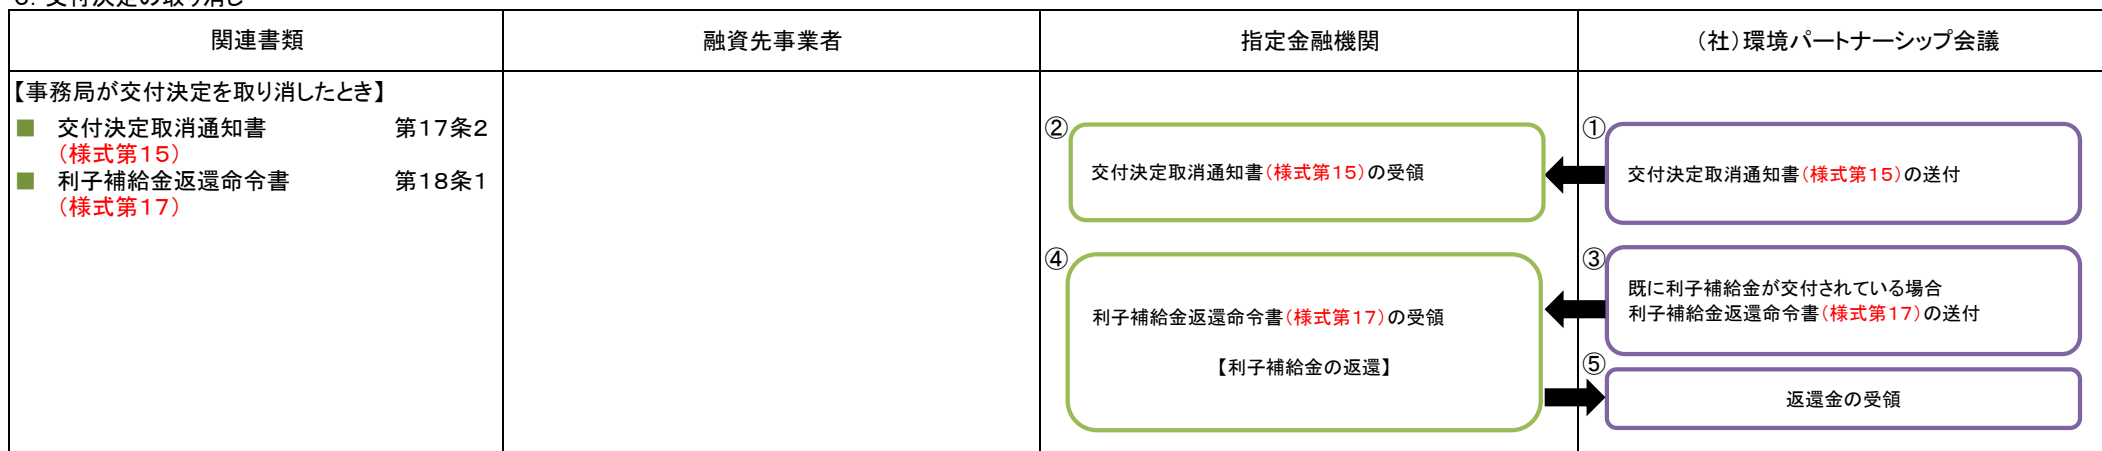 交付決定の取り消し
関連書類
融資先事業者
指定金融機関
(社)環境パートナーシップ会議
【事務局が交付決定を取り消したとき】
■ 交付決定取消通知書 第17条2
(様式第15)
■ 利子補給金返還命令書 第18条1
(様式第17)
②
交付決定取消通知書(様式第15)の受領
①
交付決定取消通知書(様式第15)の送付
④
利子補給金返還命令書(様式第17)の受領
【利子補給金の返還】
③
既に利子補給金が交付されている場合
利子補給金返還命令書(様式第17)の送付
⑤
返還金の受領